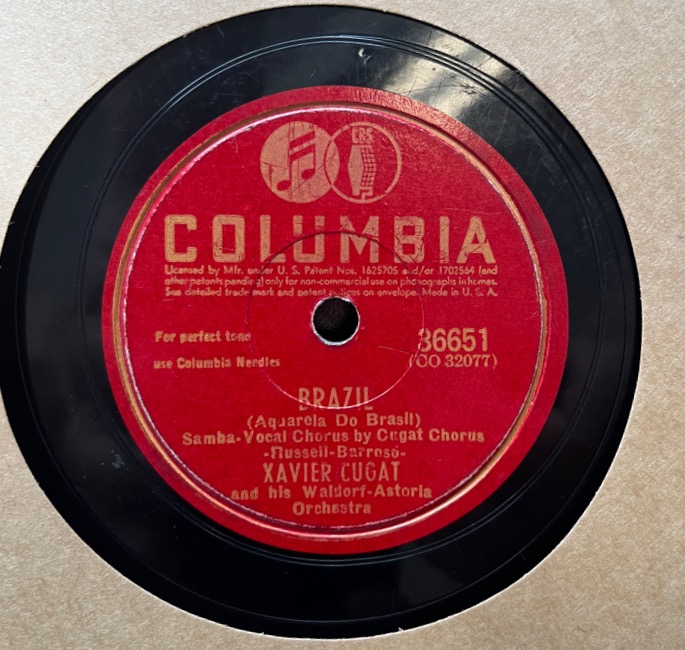 CBS
COLUMBIA
Licensed by Mfr. under U. S. Patent Nos. 1625705 and/or 1702564 (and
other patents pending) only for non-commercial use on phonographs in homes.
See detailed trade mark and patent notices on envelope. Made in U. S. A.
For perfect tone
use Columbia Needles
36651
(CO 32077)
BRAZIL
(Aquarela Do Brasil)
Samba-Vocal Chorus by Cugat Chorus
-Russell-Barroso-
XAVIER CUGAT
and his Waldorf-Astoria
Orchestra